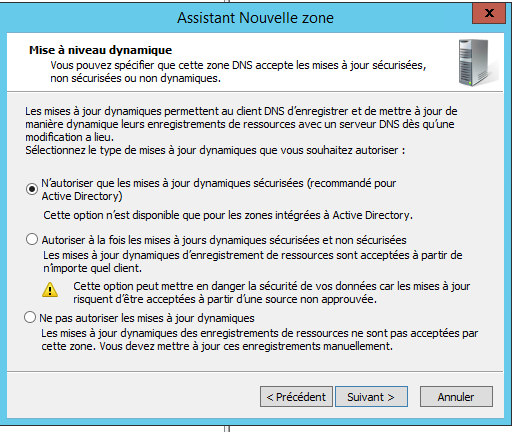 Assistant Nouvelle zone
x
Mise à niveau dynamique
Vous pouvez spécifier que cette zone DNS accepte les mises à jour sécurisées,
non sécurisées ou non dynamiques.
Les mises à jour dynamiques permettent au client DNS d'enregistrer et de mettre à jour de
manière dynamique leurs enregistrements de ressources avec un serveur DNS dès qu'une
modification a lieu.
Sélectionnez le type de mises à jour dynamiques que vous souhaitez autoriser :
N'autoriser que les mises à jour dynamiques sécurisées (recommandé pour
Active Directory)
Cette option n'est disponible que pour les zones intégrées à Active Directory.
Autoriser à la fois les mises à jours dynamiques sécurisées et non sécurisées
Les mises à jour dynamiques d'enregistrement de ressources sont acceptées à partir de
n'importe quel client.
Cette option peut mettre en danger la sécurité de vos données car les mises à jour
risquent d'être acceptées à partir d'une source non approuvée.
Ne pas autoriser les mises à jour dynamiques
Les mises à jour dynamiques des enregistrements de ressources ne sont pas acceptées par
cette zone. Vous devez mettre à jour ces enregistrements manuellement.
< Précédent Suivant > Annuler